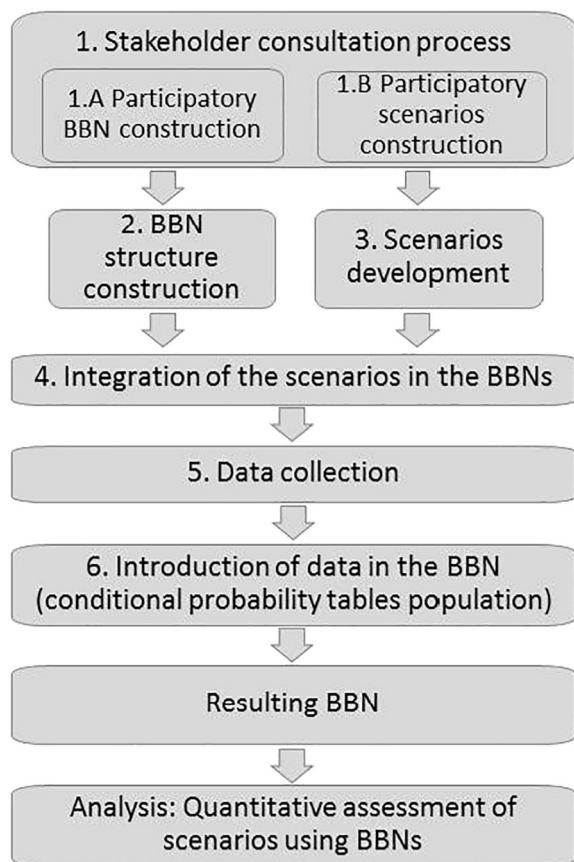 1. Stakeholder consultation process
1.A Participatory
BBN construction
1.B Participatory
scenarios
construction
2. BBN
structure
construction
3. Scenarios
development
4. Integration of the scenarios in the BBNs
5. Data collection
6. Introduction of data in the BBN
(conditional probability tables population)
Resulting BBN
Analysis: Quantitative assessment of
scenarios using BBNs